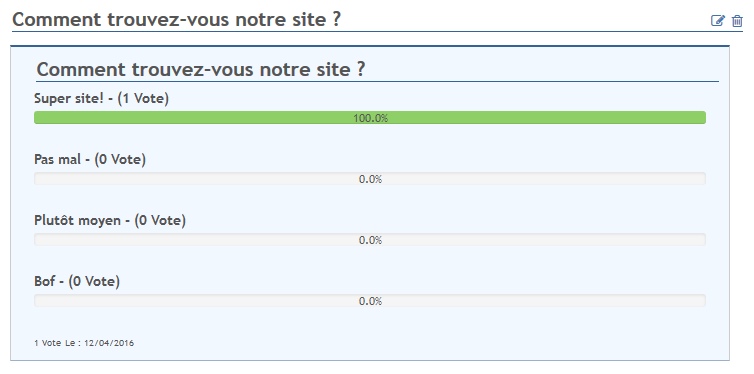 Comment trouvez-vous notre site ?
Comment trouvez-vous notre site ?
Super site! - (1 Vote)
100.0%
Pas mal - (0 Vote)
0.0%
Plutôt moyen - (0 Vote)
0.0%
Bof - (0 Vote)
0.0%
1 Vote Le : 12/04/2016